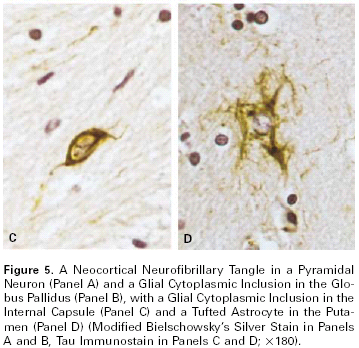 C
D
Figure 5. A Neocortical Neurofibrillary Tangle in a Pyramidal
Neuron (Panel A) and a Glial Cytoplasmic Inclusion in the Glo-
bus Pallidus (Panel B), with a Glial Cytoplasmic Inclusion in the
Internal Capsule (Panel C) and a Tufted Astrocyte in the Puta-
men (Panel D) (Modified Bielschowsky's Silver Stain in Panels
A and B, Tau Immunostain in Panels C and D; ×180).